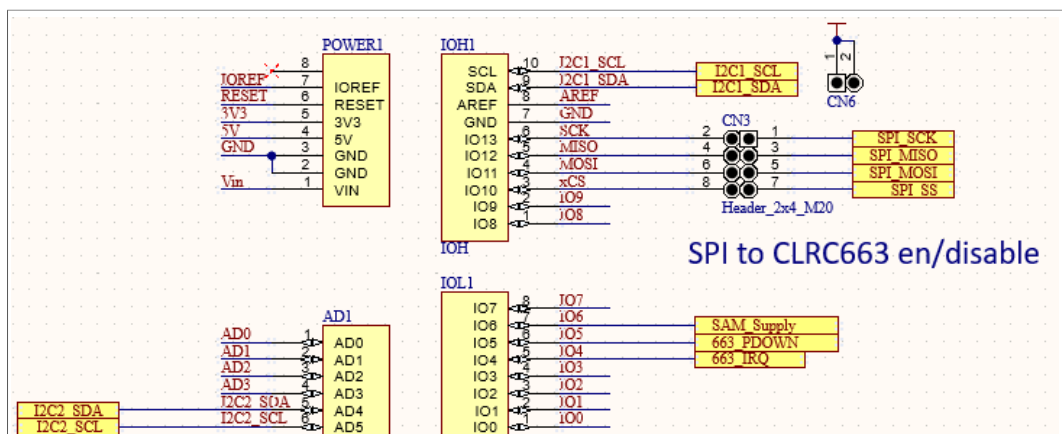 POWER1
8
IOREF 7 IOREF
RESET 6 RESET
3V3 5 3V3
5V 4 5V
GND 3 GND
2 GND
Vin 1 VIN
IOH1
SCL 10 I2C1_SCL I2C1_SCL
SDA 9 I2C1_SDA I2C1_SDA
AREF 8 AREF
GND 7 GND
IO13 6 SCK
IO12 5 MISO
IO11 4 MOSI
IO10 3 xCS
IO9 2 IO9
IO8 1 IO8
IOH
1 2
CN6
CN3
2 1 SPI_SCK
4 3 SPI_MISO
6 5 SPI_MOSI
8 7 SPI_SS
Header_2x4_M20
SPI to CLRC663 en/disable
IOL1
IO7 8 IO7
IO6 7 IO6 SAM_Supply
IO5 6 IO5 663_PDOWN
IO4 5 IO4 663_IRQ
IO3 4 IO3
IO2 3 IO2
IO1 2 IO1
IO0 1 IO0
AD1
AD0 1 AD0
AD1 2 AD1
AD2 3 AD2
AD3 4 AD3
I2C2_SDA I2C2_SDA 5 AD4
I2C2_SCL I2C2_SCL 6 AD5